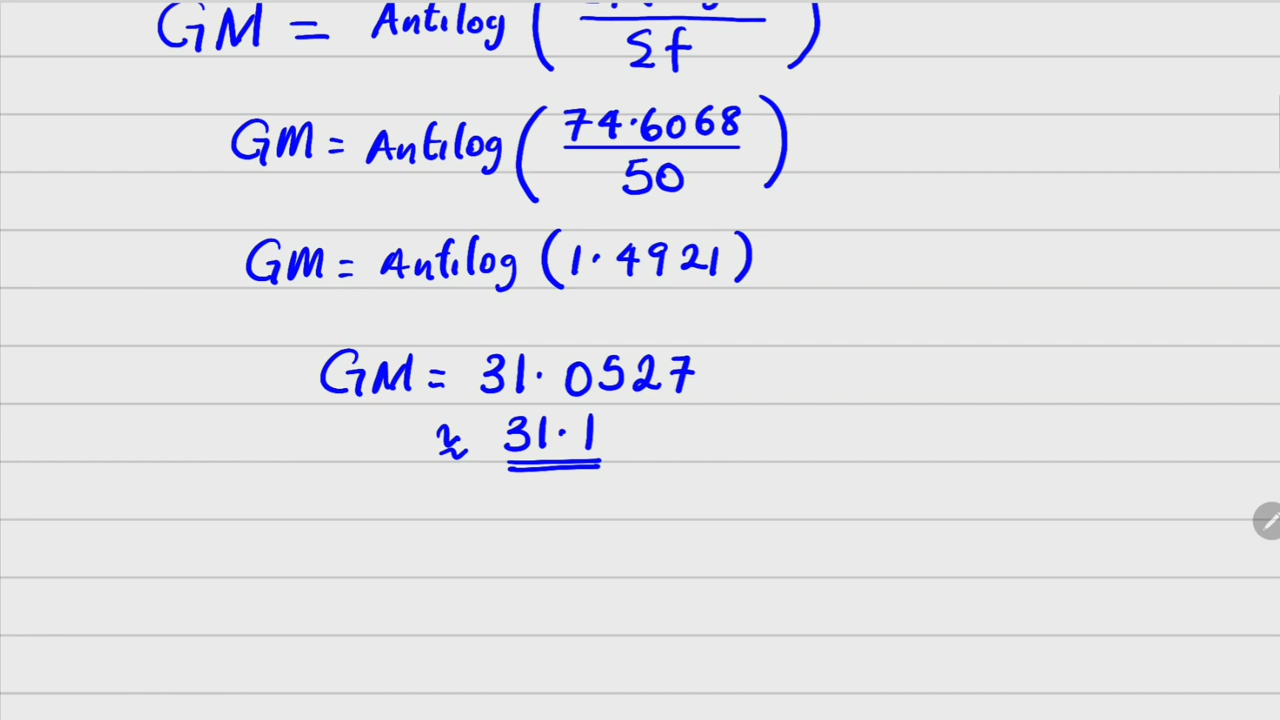 GM = Antilog ( / Σf )
GM = Antilog ( 74.6068 / 50 )
GM = Antilog (1.4921)
GM = 31.0527
≈ 31.1